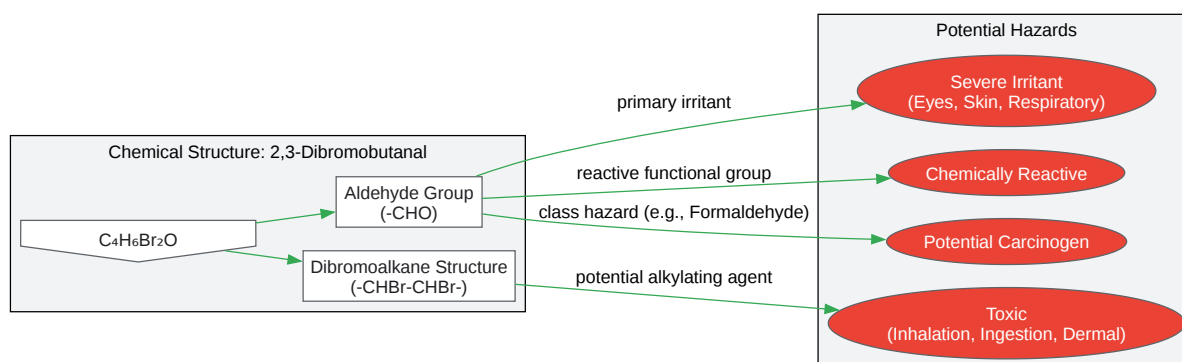 Potential Hazards
Severe Irritant
(Eyes, Skin, Respiratory)
primary irritant
Chemical Structure: 2,3-Dibromobutanal
reactive functional group
Chemically Reactive
Aldehyde Group
(-CHO)
class hazard (e.g., Formaldehyde)
C₄H₆Br₂O
Potential Carcinogen
Dibromoalkane Structure
(-CHBr-CHBr-)
potential alkylating agent
Toxic
(Inhalation, Ingestion, Dermal)